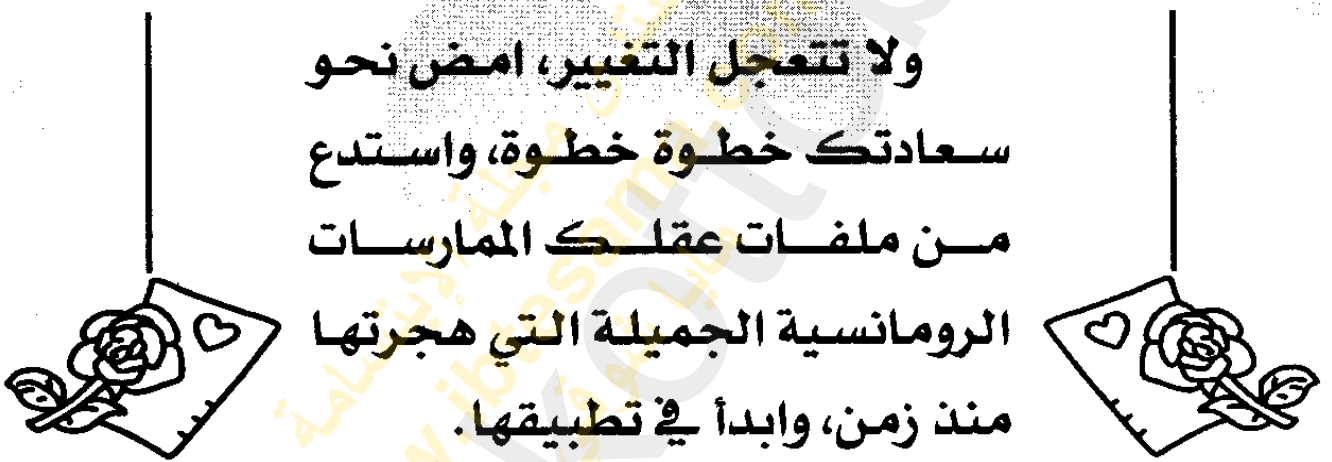 ولا تتعجل التغيير، امض نحو
سعادتك خطوة خطوة، واستدع
من ملفات عقلك الممارسات
الرومانسية الجميلة التي هجرتها
منذ زمن، وابدأ في تطبيقها.